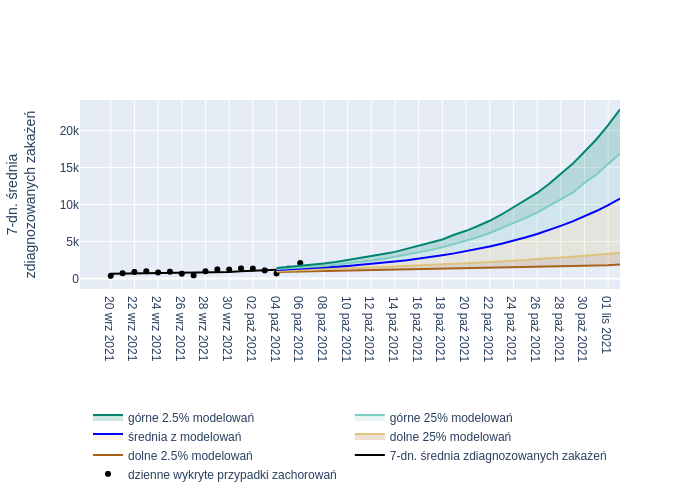 7-dn. średnia
zdiagnozowanych zakażeń
20k
15k
10k
5k
0
20 wrz 2021
22 wrz 2021
24 wrz 2021
26 wrz 2021
28 wrz 2021
30 wrz 2021
02 paź 2021
04 paź 2021
06 paź 2021
08 paź 2021
10 paź 2021
12 paź 2021
14 paź 2021
16 paź 2021
18 paź 2021
20 paź 2021
22 paź 2021
24 paź 2021
26 paź 2021
28 paź 2021
30 paź 2021
01 lis 2021
górne 2.5% modelowań
górne 25% modelowań
średnia z modelowań
dolne 25% modelowań
dolne 2.5% modelowań
7-dn. średnia zdiagnozowanych zakażeń
dzienne wykryte przypadki zachorowań